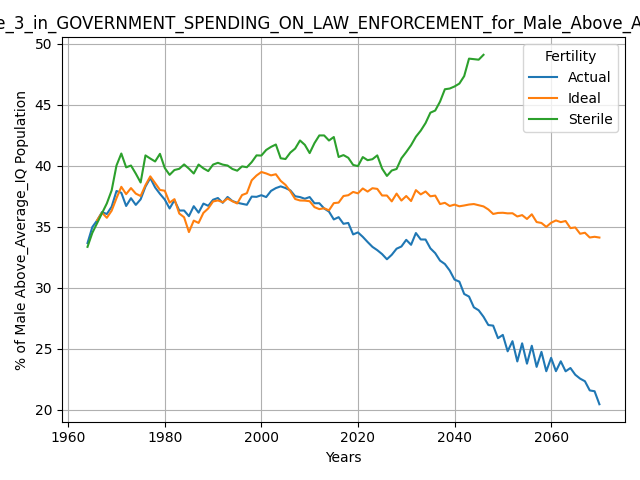 e_3_in_GOVERNMENT_SPENDING_ON_LAW_ENFORCEMENT_for_Male_Above_A
50
45
40
35
30
25
20
% of Male Above_Average_IQ Population
1960
1980
2000
2020
2040
2060
Years
Fertility
Actual
Ideal
Sterile